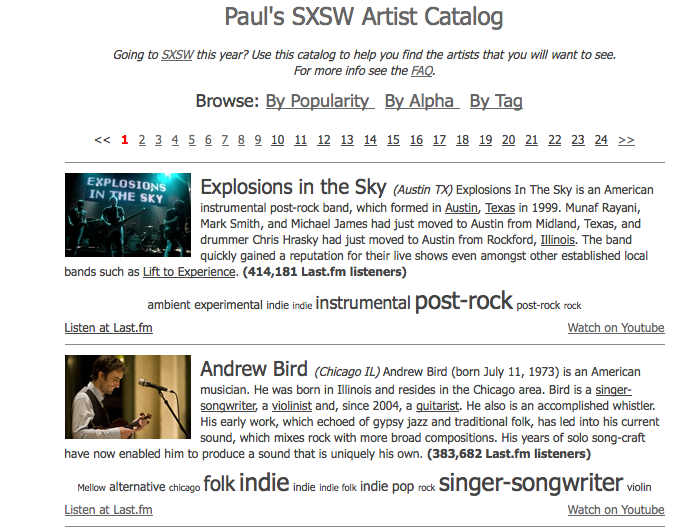 Paul's SXSW Artist Catalog
Going to SXSW this year? Use this catalog to help you find the artists that you will want to see.
For more info see the FAQ.
Browse: By Popularity By Alpha By Tag
<< 1 2 3 4 5 6 7 8 9 10 11 12 13 14 15 16 17 18 19 20 21 22 23 24 >>
EXPLOSIONS
IN THE SKY
Explosions in the Sky (Austin TX) Explosions In The Sky is an American
instrumental post-rock band, which formed in Austin, Texas in 1999. Munaf Rayani,
Mark Smith, and Michael James had just moved to Austin from Midland, Texas, and
drummer Chris Hrasky had just moved to Austin from Rockford, Illinois. The band
quickly gained a reputation for their live shows even amongst other established local
bands such as Lift to Experience. (414,181 Last.fm listeners)
ambient experimental indie indie instrumental post-rock post-rock rock
Listen at Last.fm Watch on Youtube
Andrew Bird (Chicago IL) Andrew Bird (born July 11, 1973) is an American
musician. He was born in Illinois and resides in the Chicago area. Bird is a singer-
songwriter, a violinist and, since 2004, a guitarist. He also is an accomplished whistler.
His early work, which echoed of gypsy jazz and traditional folk, has led into his current
sound, which mixes rock with more broad compositions. His years of solo song-craft
have now enabled him to produce a sound that is uniquely his own. (383,682 Last.fm listeners)
Mellow alternative chicago folk indie indie indie folk indie pop rock singer-songwriter violin
Listen at Last.fm Watch on Youtube